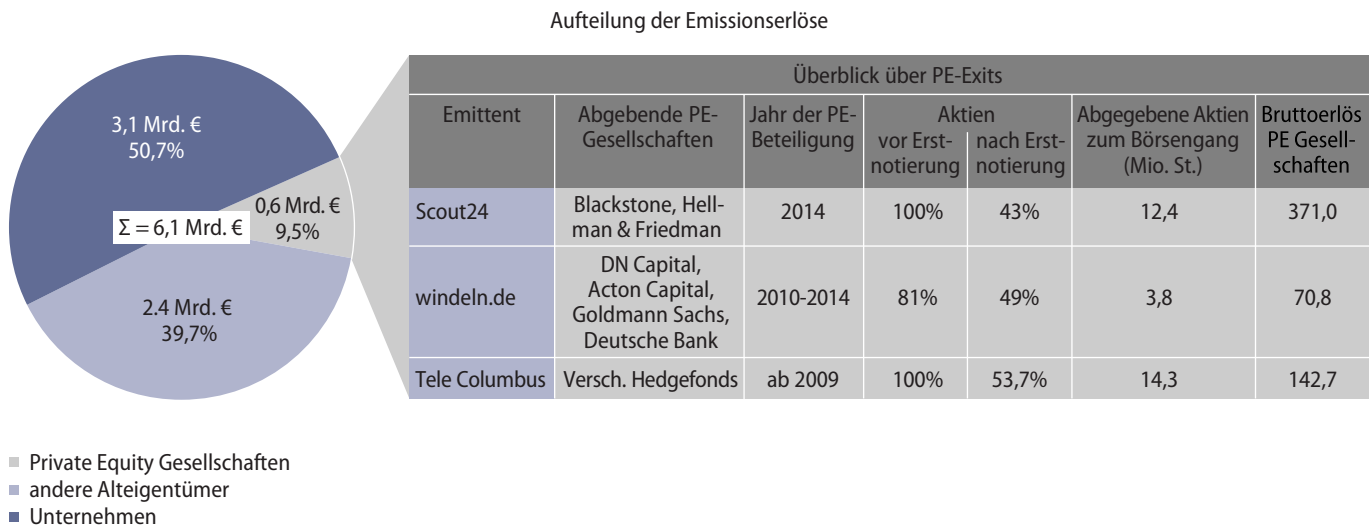 Aufteilung der Emissionserlöse
3,1 Mrd. €
50,7%
0,6 Mrd. €
9,5%
Σ = 6,1 Mrd. €
2.4 Mrd. €
39,7%
Überblick über PE-Exits
Emittent
Abgebende PE-
Gesellschaften
Jahr der PE-
Beteiligung
Aktien
vor Erst-
notierung
nach Erst-
notierung
Abgegebene Aktien
zum Börsengang
(Mio. St.)
Bruttoerlös
PE Gesell-
schaften
Scout24
Blackstone, Hell-
man & Friedman
2014
100%
43%
12,4
371,0
windeln.de
DN Capital,
Acton Capital,
Goldmann Sachs,
Deutsche Bank
2010-2014
81%
49%
3,8
70,8
Tele Columbus
Versch. Hedgefonds
ab 2009
100%
53,7%
14,3
142,7
Private Equity Gesellschaften
andere Alteigentümer
Unternehmen